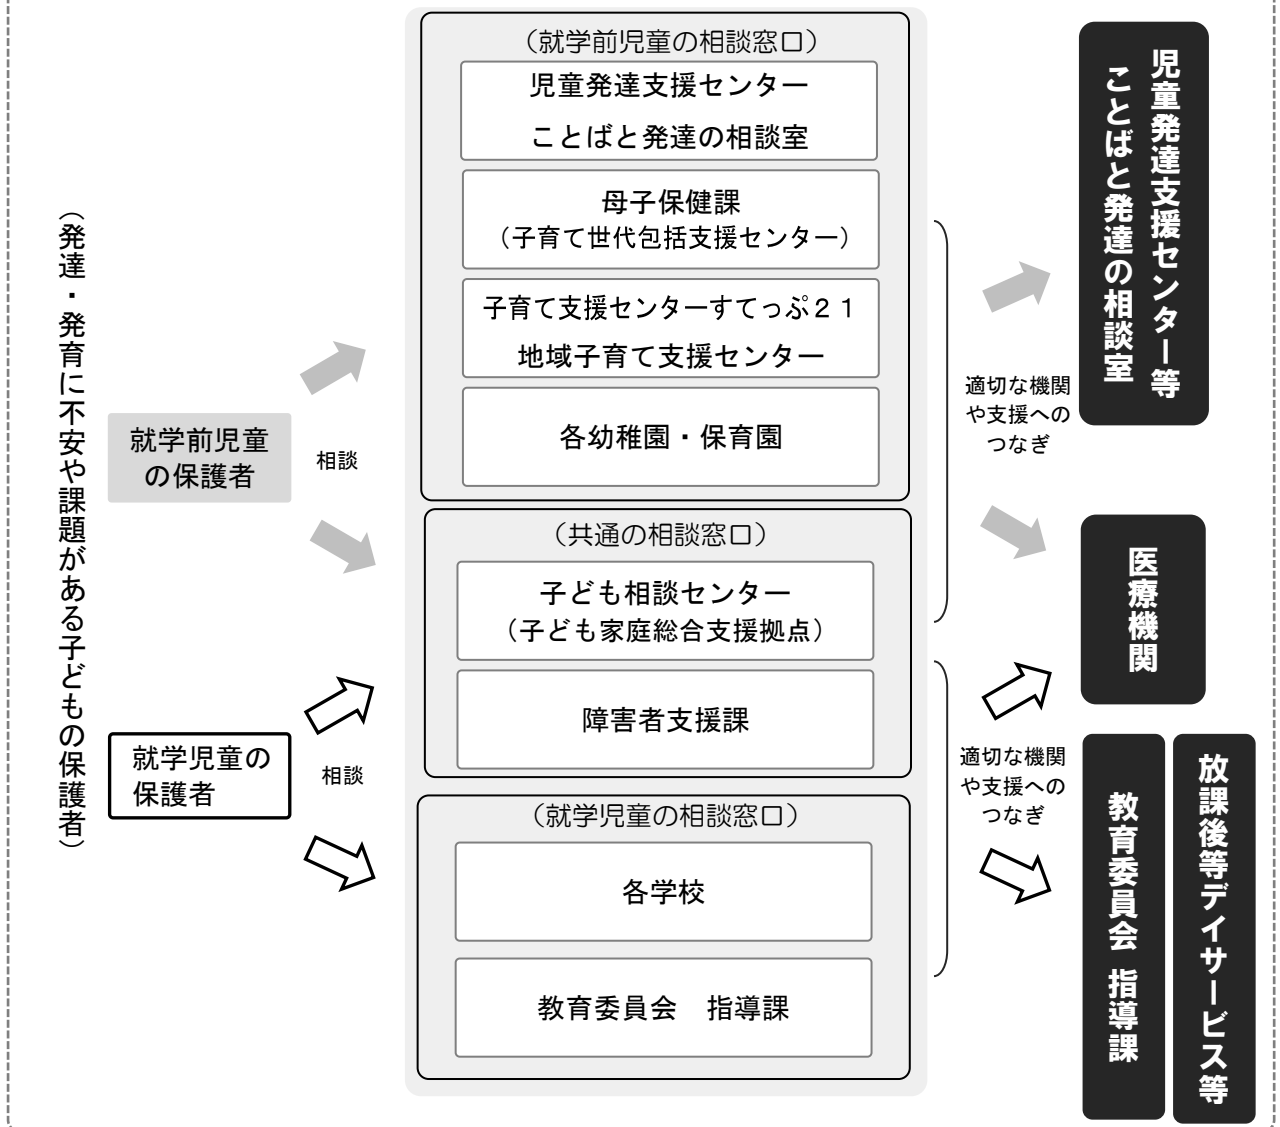 （発達・発育に不安や課題がある子どもの保護者）
就学前児童
の保護者
相談
就学児童の
保護者
相談
（就学前児童の相談窓口）
児童発達支援センター
ことばと発達の相談室
母子保健課
（子育て世代包括支援センター）
子育て支援センターすてっぷ２１
地域子育て支援センター
各幼稚園・保育園
（共通の相談窓口）
子ども相談センター
（子ども家庭総合支援拠点）
障害者支援課
（就学児童の相談窓口）
各学校
教育委員会　指導課
適切な機関
や支援への
つなぎ
適切な機関
や支援への
つなぎ
児童発達支援センター等
ことばと発達の相談室
医療機関
放課後等デイサービス等
教育委員会 指導課